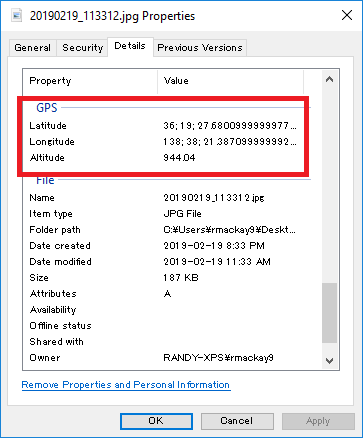 20190219_113312.jpg Properties
General Security Details Previous Versions
Property Value
GPS
Latitude 36; 19; 27.6800999999977...
Longitude 138; 38; 21.387099999992...
Altitude 944.04
File
Name 20190219_113312.jpg
Item type JPG File
Folder path C:¥Users¥rmackay9¥Deskt...
Date created 2019-02-19 8:33 PM
Date modified 2019-02-19 11:33 AM
Size 187 KB
Attributes A
Availability
Offline status
Shared with
Owner RANDY-XPS¥rmackay9
Remove Properties and Personal Information
OK Cancel Apply